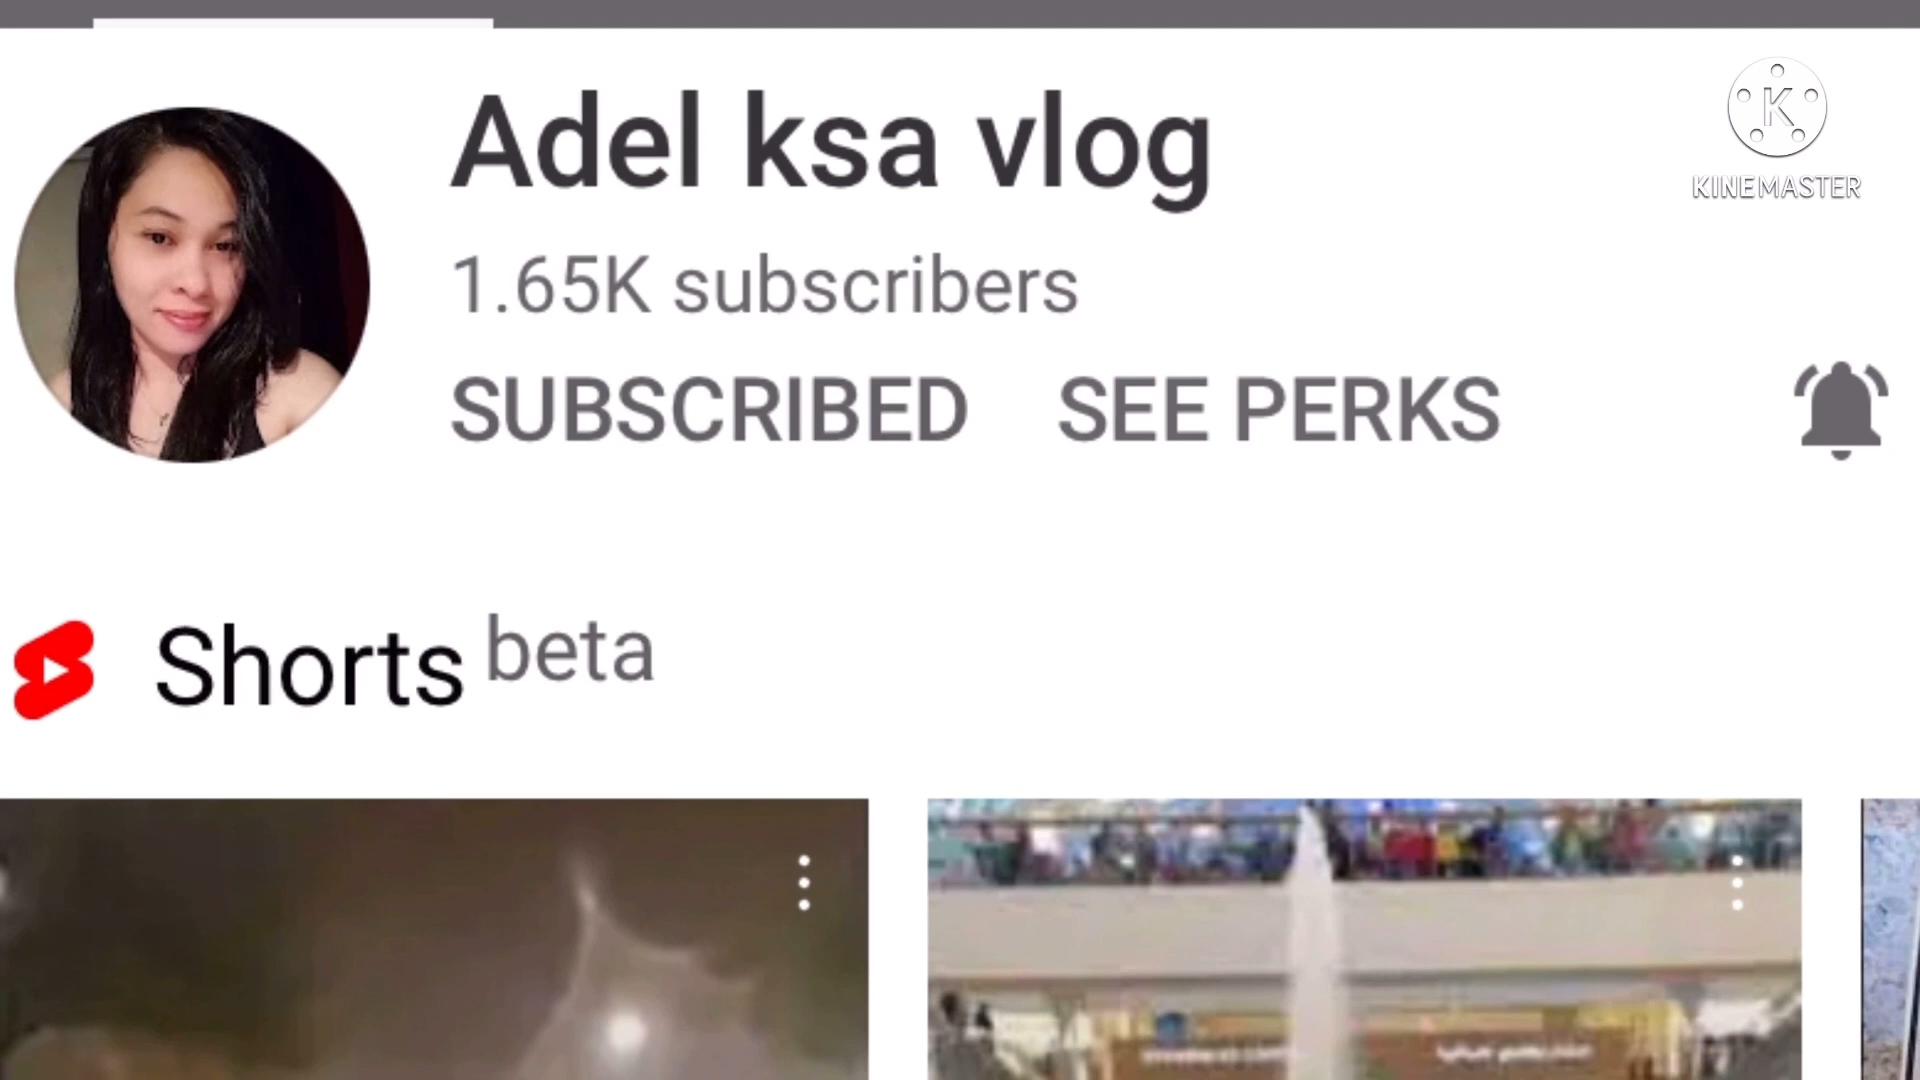 Adel ksa vlog
K
KINEMASTER
1.65K subscribers
SUBSCRIBED SEE PERKS
Shorts beta